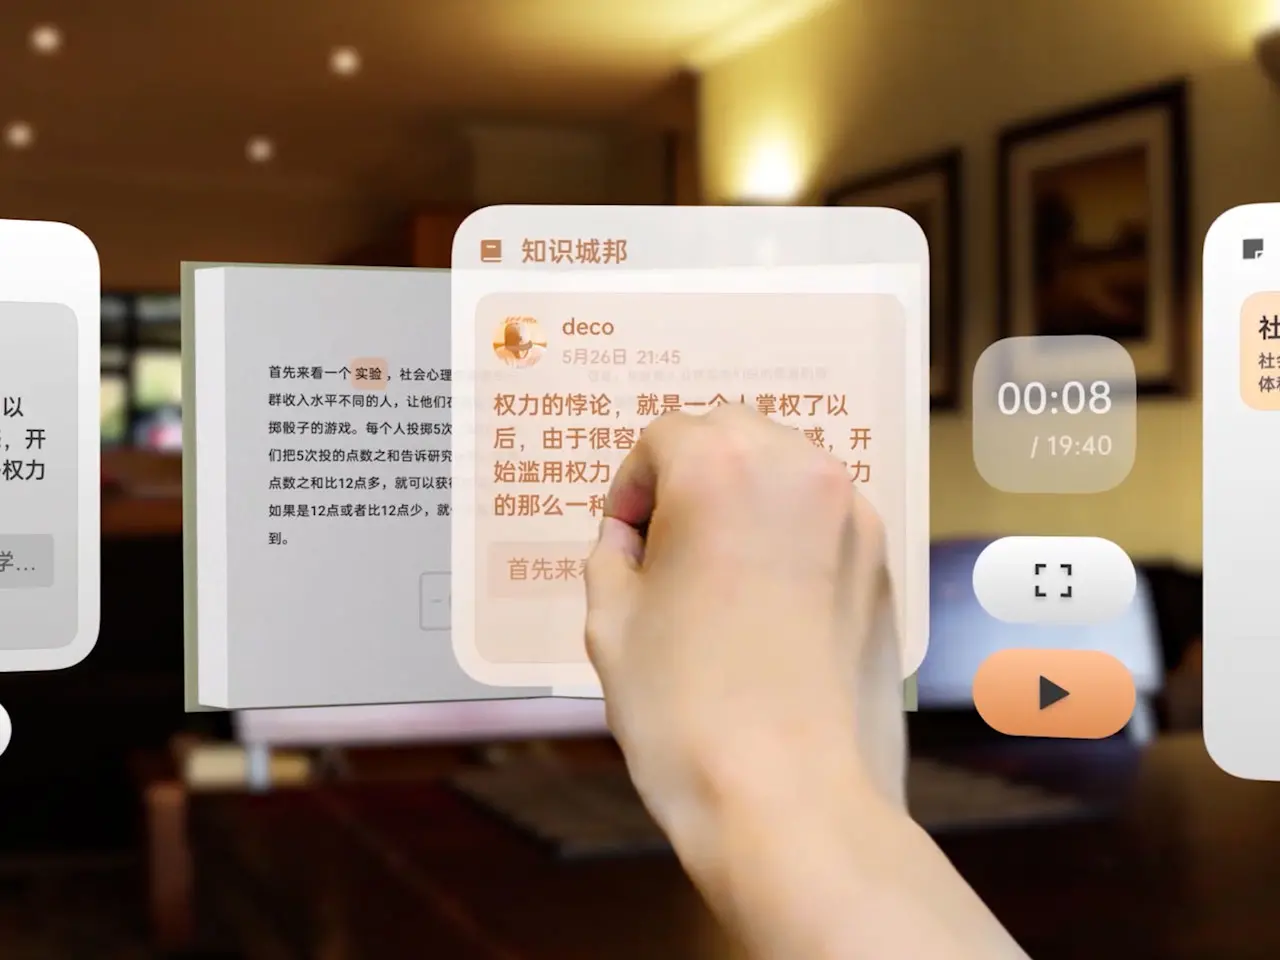 以
，开
权力
学...
首先来看一个实验，社会心理
群收入水平不同的人，让他们在
掷骰子的游戏。每个人投掷5次
们把5次投的点数之和告诉研究
点数之和比12点多，就可以获得
如果是12点或者比12点少，就
到。
知识城邦
deco
5月26日 21:45
权力的悖论，就是一个人掌权了以
后，由于很容 惑，开
始滥用权力 力
的那么一种
首先来看
00:08
/ 19:40
社
社会
体和